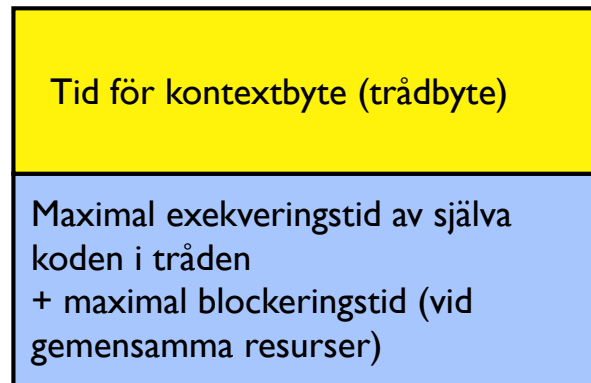 Tid för kontextbyte (trådbyte)
Maximal exekveringstid av själva
koden i tråden
+ maximal blockeringstid (vid
gemensamma resurser)